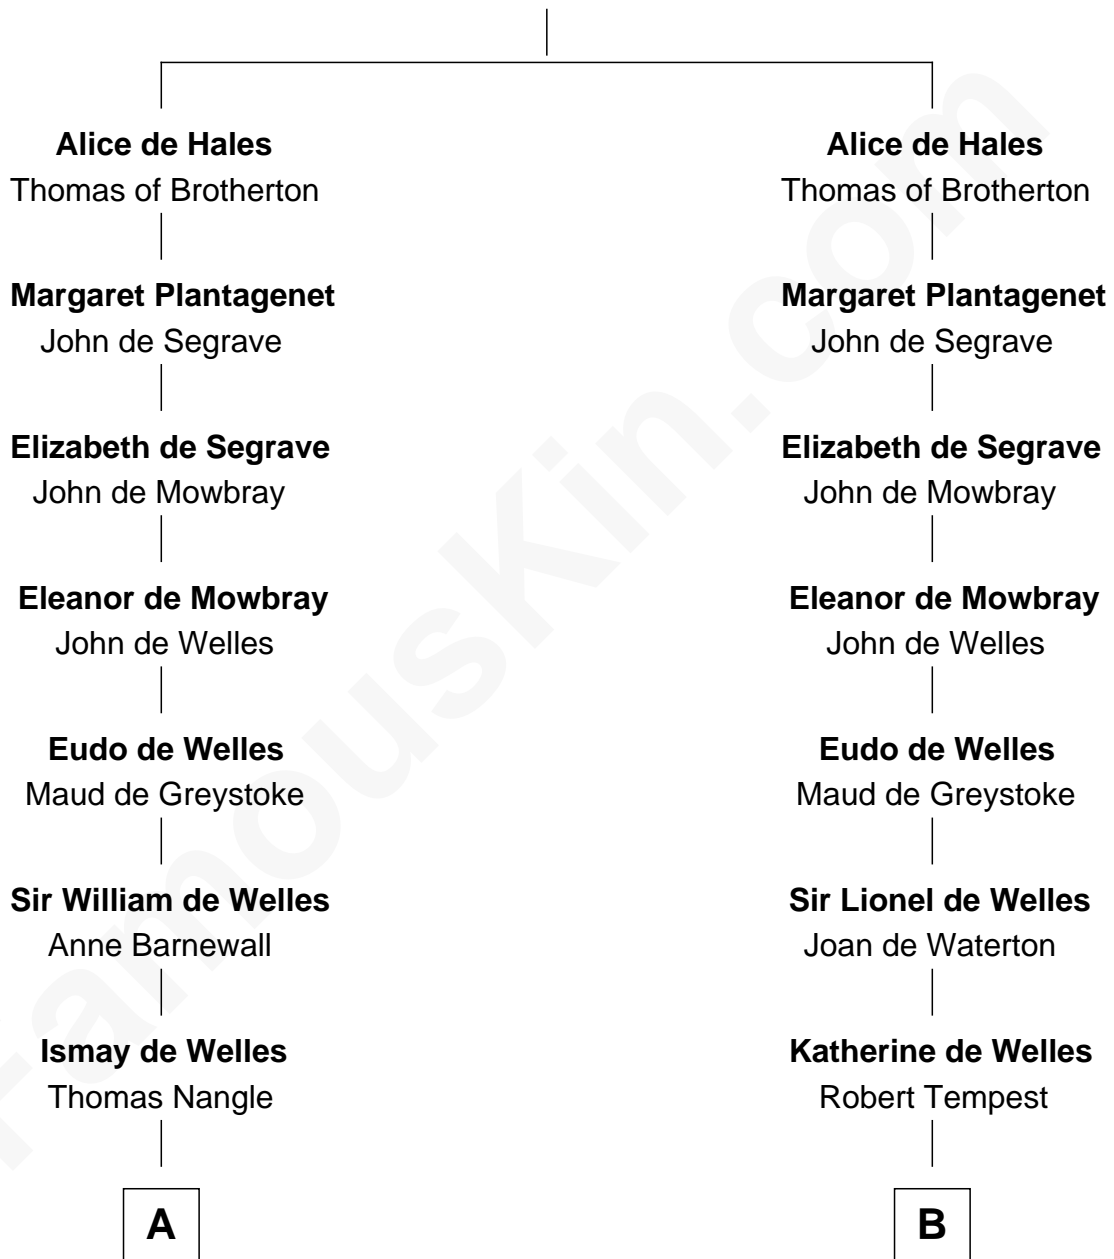 Alice de Hales
Thomas of Brotherton
Margaret Plantagenet
John de Segrave
Elizabeth de Segrave
John de Mowbray
Eleanor de Mowbray
John de Welles
Eudo de Welles
Maud de Greystoke
Sir William de Welles
Anne Barnewall
Ismay de Welles
Thomas Nangle
A
Alice de Hales
Thomas of Brotherton
Margaret Plantagenet
John de Segrave
Elizabeth de Segrave
John de Mowbray
Eleanor de Mowbray
John de Welles
Eudo de Welles
Maud de Greystoke
Sir Lionel de Welles
Joan de Waterton
Katherine de Welles
Robert Tempest
B
FamousKin.com